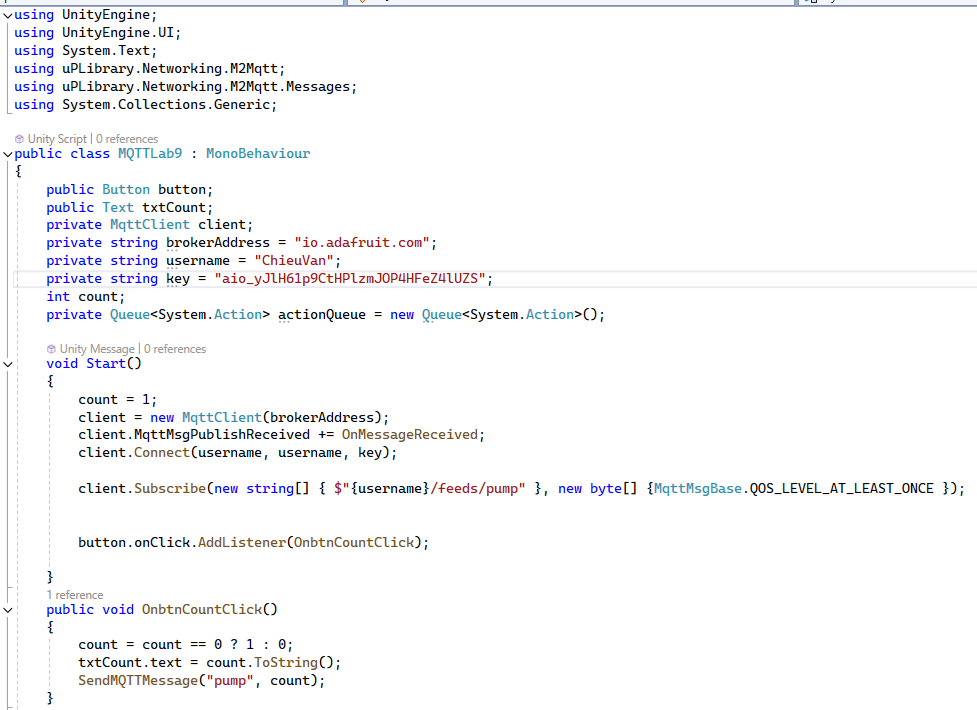 using UnityEngine;
using UnityEngine.UI;
using System.Text;
using uPLibrary.Networking.M2Mqtt;
using uPLibrary.Networking.M2Mqtt.Messages;
using System.Collections.Generic;
Unity Script | 0 references
public class MQTTLab9 : MonoBehaviour
{
public Button button;
public Text txtCount;
private MqttClient client;
private string brokerAddress = "io.adafruit.com";
private string username = "ChieuVan";
private string key = "aio_yJlH61p9CtHPlzmJOP4HFeZ4lUZS";
int count;
private Queue<System.Action> actionQueue = new Queue<System.Action>();
Unity Message | 0 references
void Start()
{
count = 1;
client = new MqttClient(brokerAddress);
client.MqttMsgPublishReceived += OnMessageReceived;
client.Connect(username, username, key);
client.Subscribe(new string[] { $"{username}/feeds/pump" }, new byte[] {MqttMsgBase.QOS_LEVEL_AT_LEAST_ONCE });
button.onClick.AddListener(OnbtnCountClick);
}
1 reference
public void OnbtnCountClick()
{
count = count == 0 ? 1 : 0;
txtCount.text = count.ToString();
SendMQTTMessage("pump", count);
}